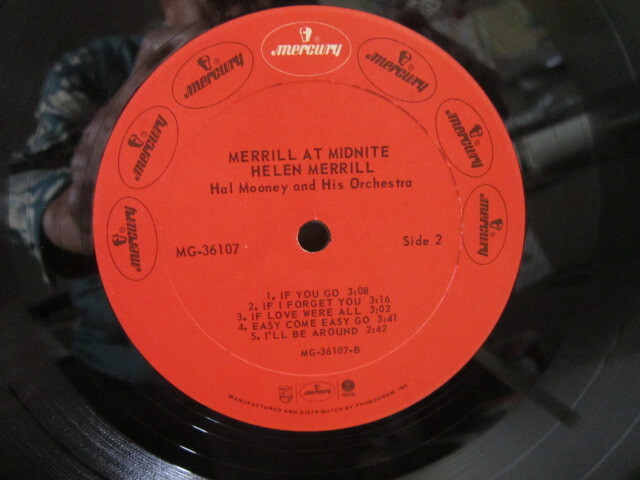 mercury
mercury
mercury
mercury
mercury
mercury
mercury
MERRILL AT MIDNITE
HELEN MERRILL
Hal Mooney and His Orchestra
MG-36107
Side 2
1. IF YOU GO 3:08
2. IF I FORGET YOU 3:16
3. IF LOVE WERE ALL 3:02
4. EASY COME EASY GO 3:41
5. I'LL BE AROUND 2:42
MG-36107-B
mercury
MANUFACTURED AND DISTRIBUTED BY PHONOGRAM, INC.